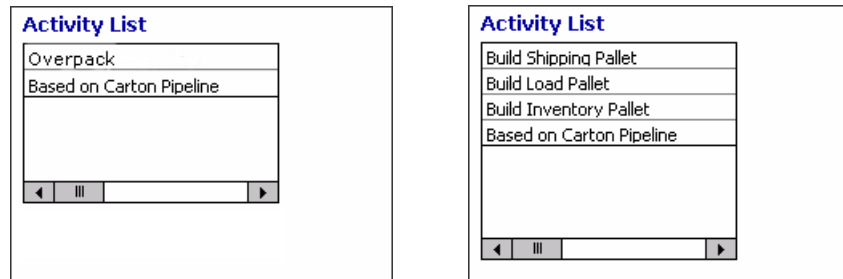 Activity List
Overpack
Based on Carton Pipeline
Activity List
Build Shipping Pallet
Build Load Pallet
Build Inventory Pallet
Based on Carton Pipeline